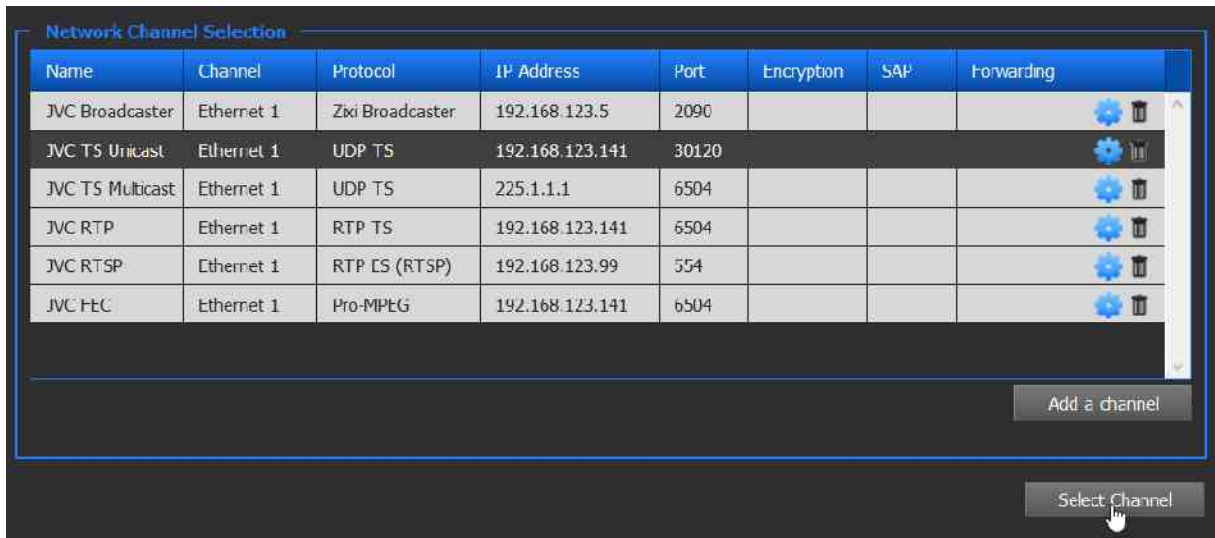 Network Channel Selection
Name Channel Protocol IP Address Port Encryption SAP Forwarding
JVC Broadcaster Ethernet 1 Zixi Broadcaster 192.168.123.5 2090
JVC TS Unicast Ethernet 1 UDP TS 192.168.123.141 30120
JVC TS Multicast Ethernet 1 UDP TS 225.1.1.1 6504
JVC RTP Ethernet 1 RTP TS 192.168.123.141 6504
JVC RTSP Ethernet 1 RTP ES (RTSP) 192.168.123.99 554
JVC FEC Ethernet 1 Pro-MPEG 192.168.123.141 6504
Add a channel
Select Channel